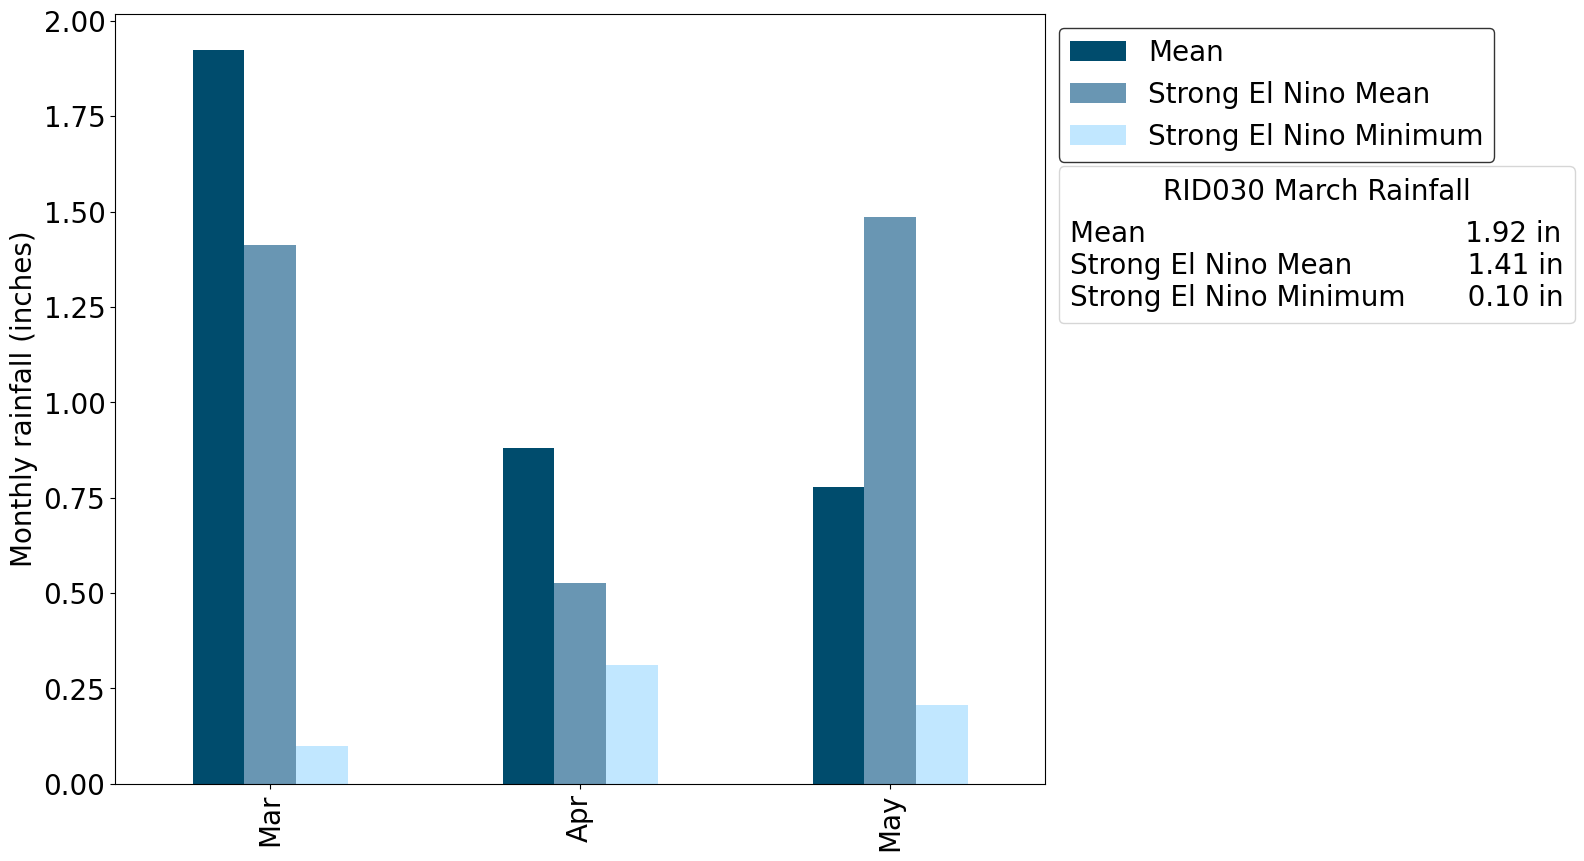 2.00
1.75
1.50
1.25
1.00
0.75
0.50
0.25
0.00
Monthly rainfall (inches)
Mar
Apr
May
Mean
Strong El Nino Mean
Strong El Nino Minimum
RID030 March Rainfall
Mean 1.92 in
Strong El Nino Mean 1.41 in
Strong El Nino Minimum 0.10 in